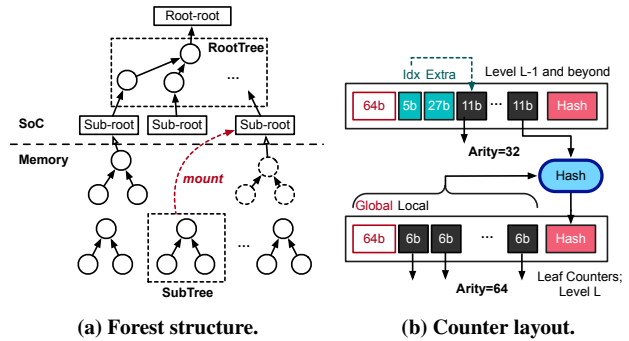 Root-root
RootTree
...
SoC
Sub-root
Sub-root
Sub-root
Memory
mount
...
SubTree
(a) Forest structure.
Idx Extra
Level L-1 and beyond
64b 5b 27b 11b ... 11b Hash
Arity=32
Hash
Global Local
64b 6b 6b ... 6b Hash
Arity=64
Leaf Counters;
Level L
(b) Counter layout.